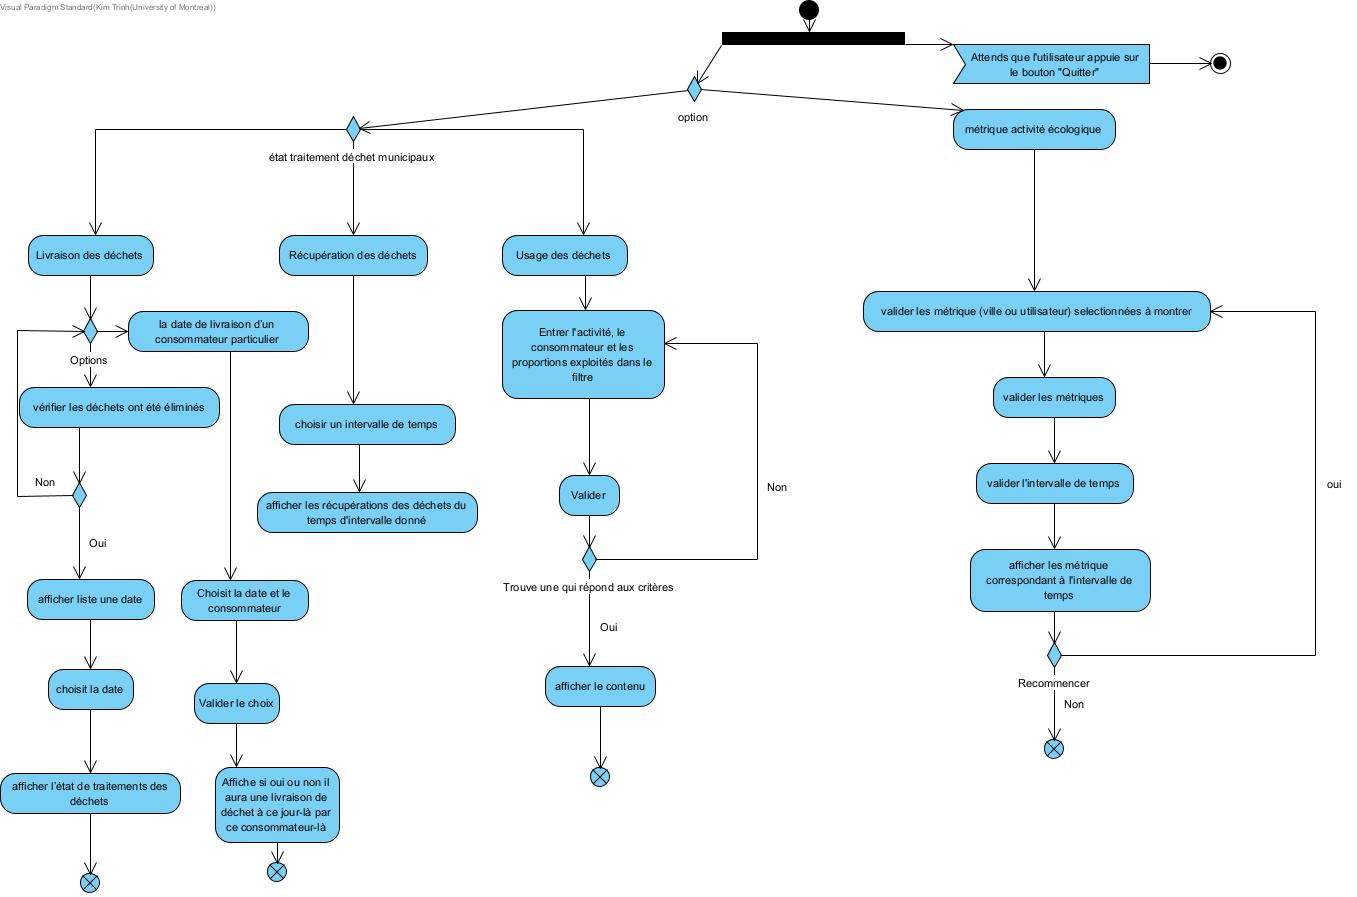 Visual Paradigm Standard(Kim Trinh(University of Montreal))
Attends que l'utilisateur appuie sur
le bouton "Quitter"
option
métrique activité écologique
état traitement déchet municipaux
Livraison des déchets
Récupération des déchets
Usage des déchets
la date de livraison d'un
consommateur particulier
Options
vérifier les déchets ont été éliminés
Non
Oui
afficher liste une date
choisit la date
afficher l'état de traitements des
déchets
Choisit la date et le
consommateur
Valider le choix
Affiche si oui ou non il
aura une livraison de
déchet à ce jour-là par
ce consommateur-là
choisir un intervalle de temps
afficher les récupérations des déchets du
temps d'intervalle donné
Entrer l'activité, le
consommateur et les
proportions exploités dans le
filtre
Valider
Non
Trouve une qui répond aux critères
Oui
afficher le contenu
valider les métrique (ville ou utilisateur) selectionnées à montrer
valider les métriques
valider l'intervalle de temps
oui
afficher les métrique
correspondant à l'intervalle de
temps
Recommencer
Non